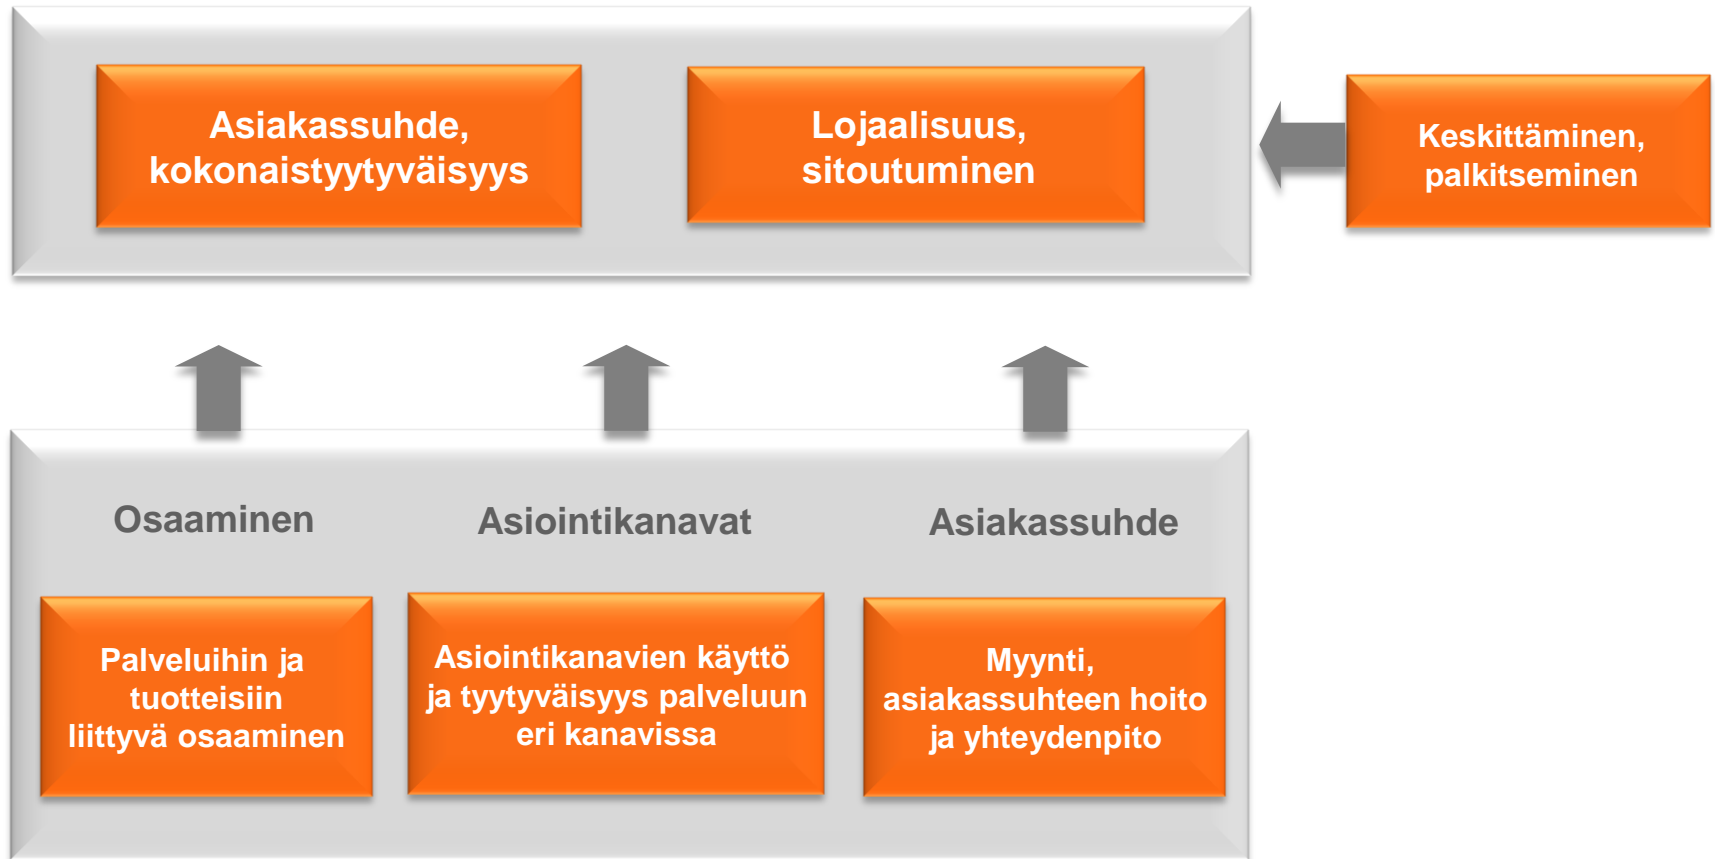 Asiakassuhde,
kokonaistyytyväisyys
Lojaalisuus,
sitoutuminen
Keskittäminen,
palkitseminen
Osaaminen
Asiointikanavat
Asiakassuhde
Palveluihin ja
tuotteisiin
liittyvä osaaminen
Asiointikanavien käyttö
ja tyytyväisyys palveluun
eri kanavissa
Myynti,
asiakassuhteen hoito
ja yhteydenpito